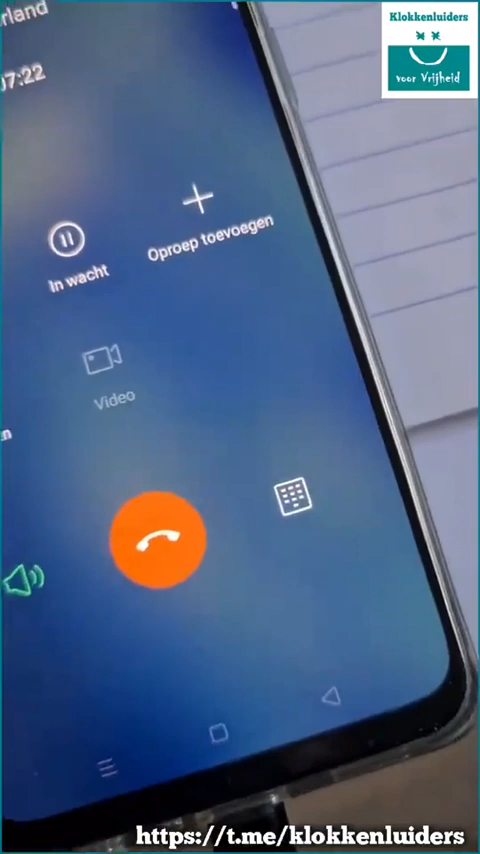 Klokkenluiders
voor Vrijheid
rland
07:22
In wacht
Oproep toevoegen
Video
n
https://t.me/klokkenluiders